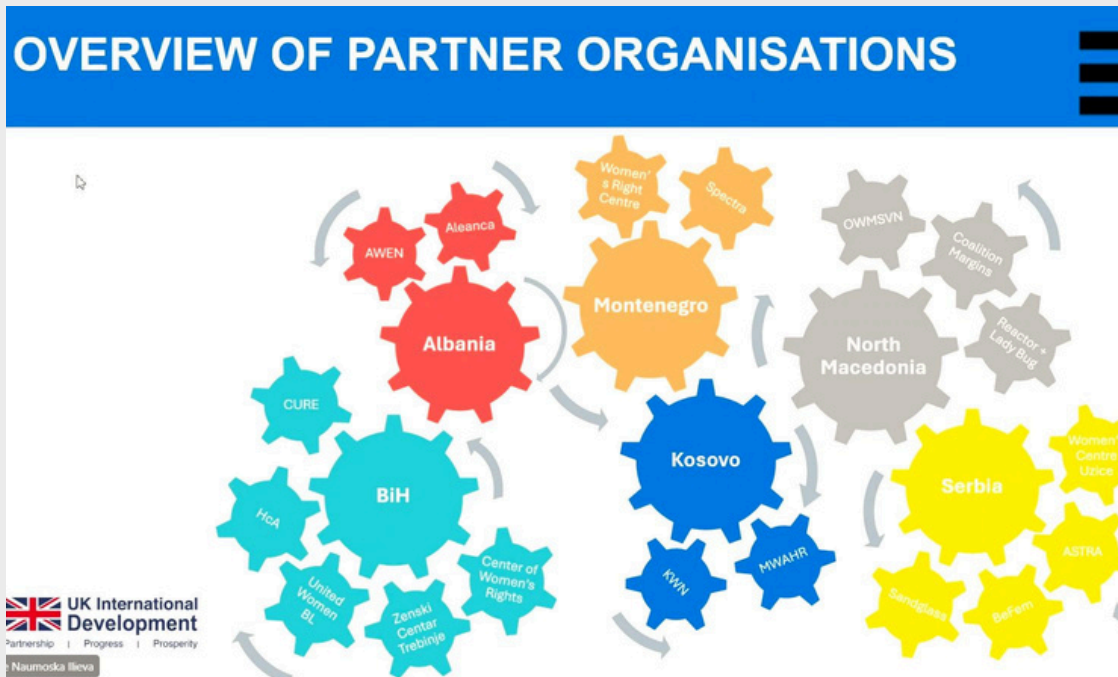 OVERVIEW OF PARTNER ORGANISATIONS
AWEN
Aleanca
Albania
Women'
s Right
Centre
Spectra
Montenegro
OWMSVN
Coalition
Margins
Reactor +
Lady Bug
North
Macedonia
CURE
HcA
BiH
United
Women
BL
Zenski
Centar
Trebinje
Center of
Women's
Rights
Kosovo
KWN
MWAHR
Serbia
Women'
Centre
Uzice
ASTRA
BeFem
Sandglass
UK International
Development
Partnership | Progress | Prosperity
e Naumoska Ilieva